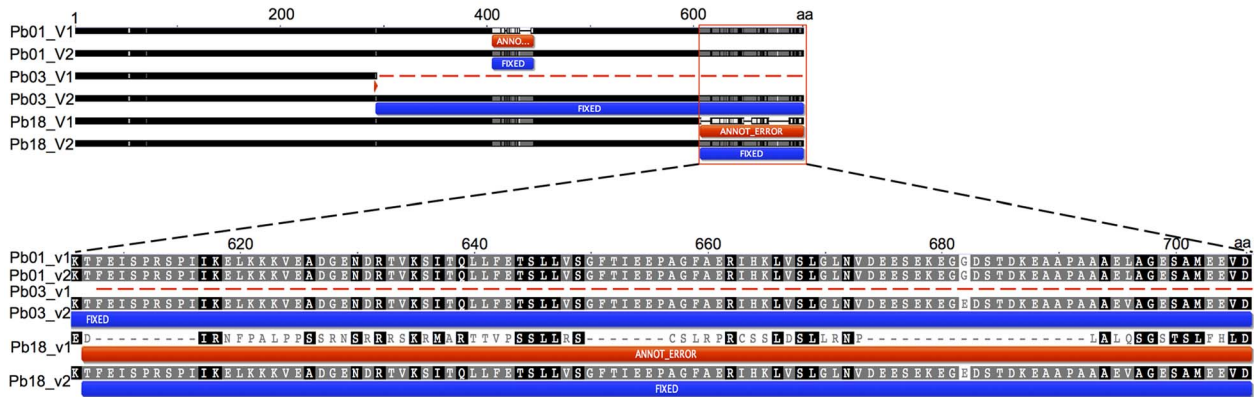 1 200 400 600 aa
Pb01_V1
ANNO...
Pb01_V2
FIXED
Pb03_V1
Pb03_V2
FIXED
Pb18_V1
ANNOT_ERROR
Pb18_V2
FIXED
620 640 660 680 700 aa
Pb01_v1 KTFEISPRSPIIKELKKKVEADGENDRTVKSITQLLFETSLLVSGFTIEEPAGFAERIHKLVSLGLNVDEESEKEGGDSTDKEAAPAAAELAGESAMEEVD
Pb01_v2 KTFEISPRSPIIKELKKKVEADGENDRTVKSITQLLFETSLLVSGFTIEEPAGFAERIHKLVSLGLNVDEESEKEGGDSTDKEAAPAAAELAGESAMEEVD
Pb03_v1
Pb03_v2 KTFEISPRSPIIKELKKKVEADGENDRTVKSITQLLFETSLLVSGFTIEEPAGFAERIHKLVSLGLNVDEESEKEGEDSTDKEAAPAAAEVAGESAMEEVD
FIXED
Pb18_v1 ED---------IRNFPALPPSSRNSRRRSKRMARTTVPSSLLRS-------CSLRPRCSSLDSLLRNP--------------------LALQSGSTSLFHLD
ANNOT_ERROR
Pb18_v2 KTFEISPRSPIIKELKKKVEADGENDRTVKSITQLLFETSLLVSGFTIEEPAGFAERIHKLVSLGLNVDEESEKEGEDSTDKEAAPAAAEVAGESAMEEVD
FIXED